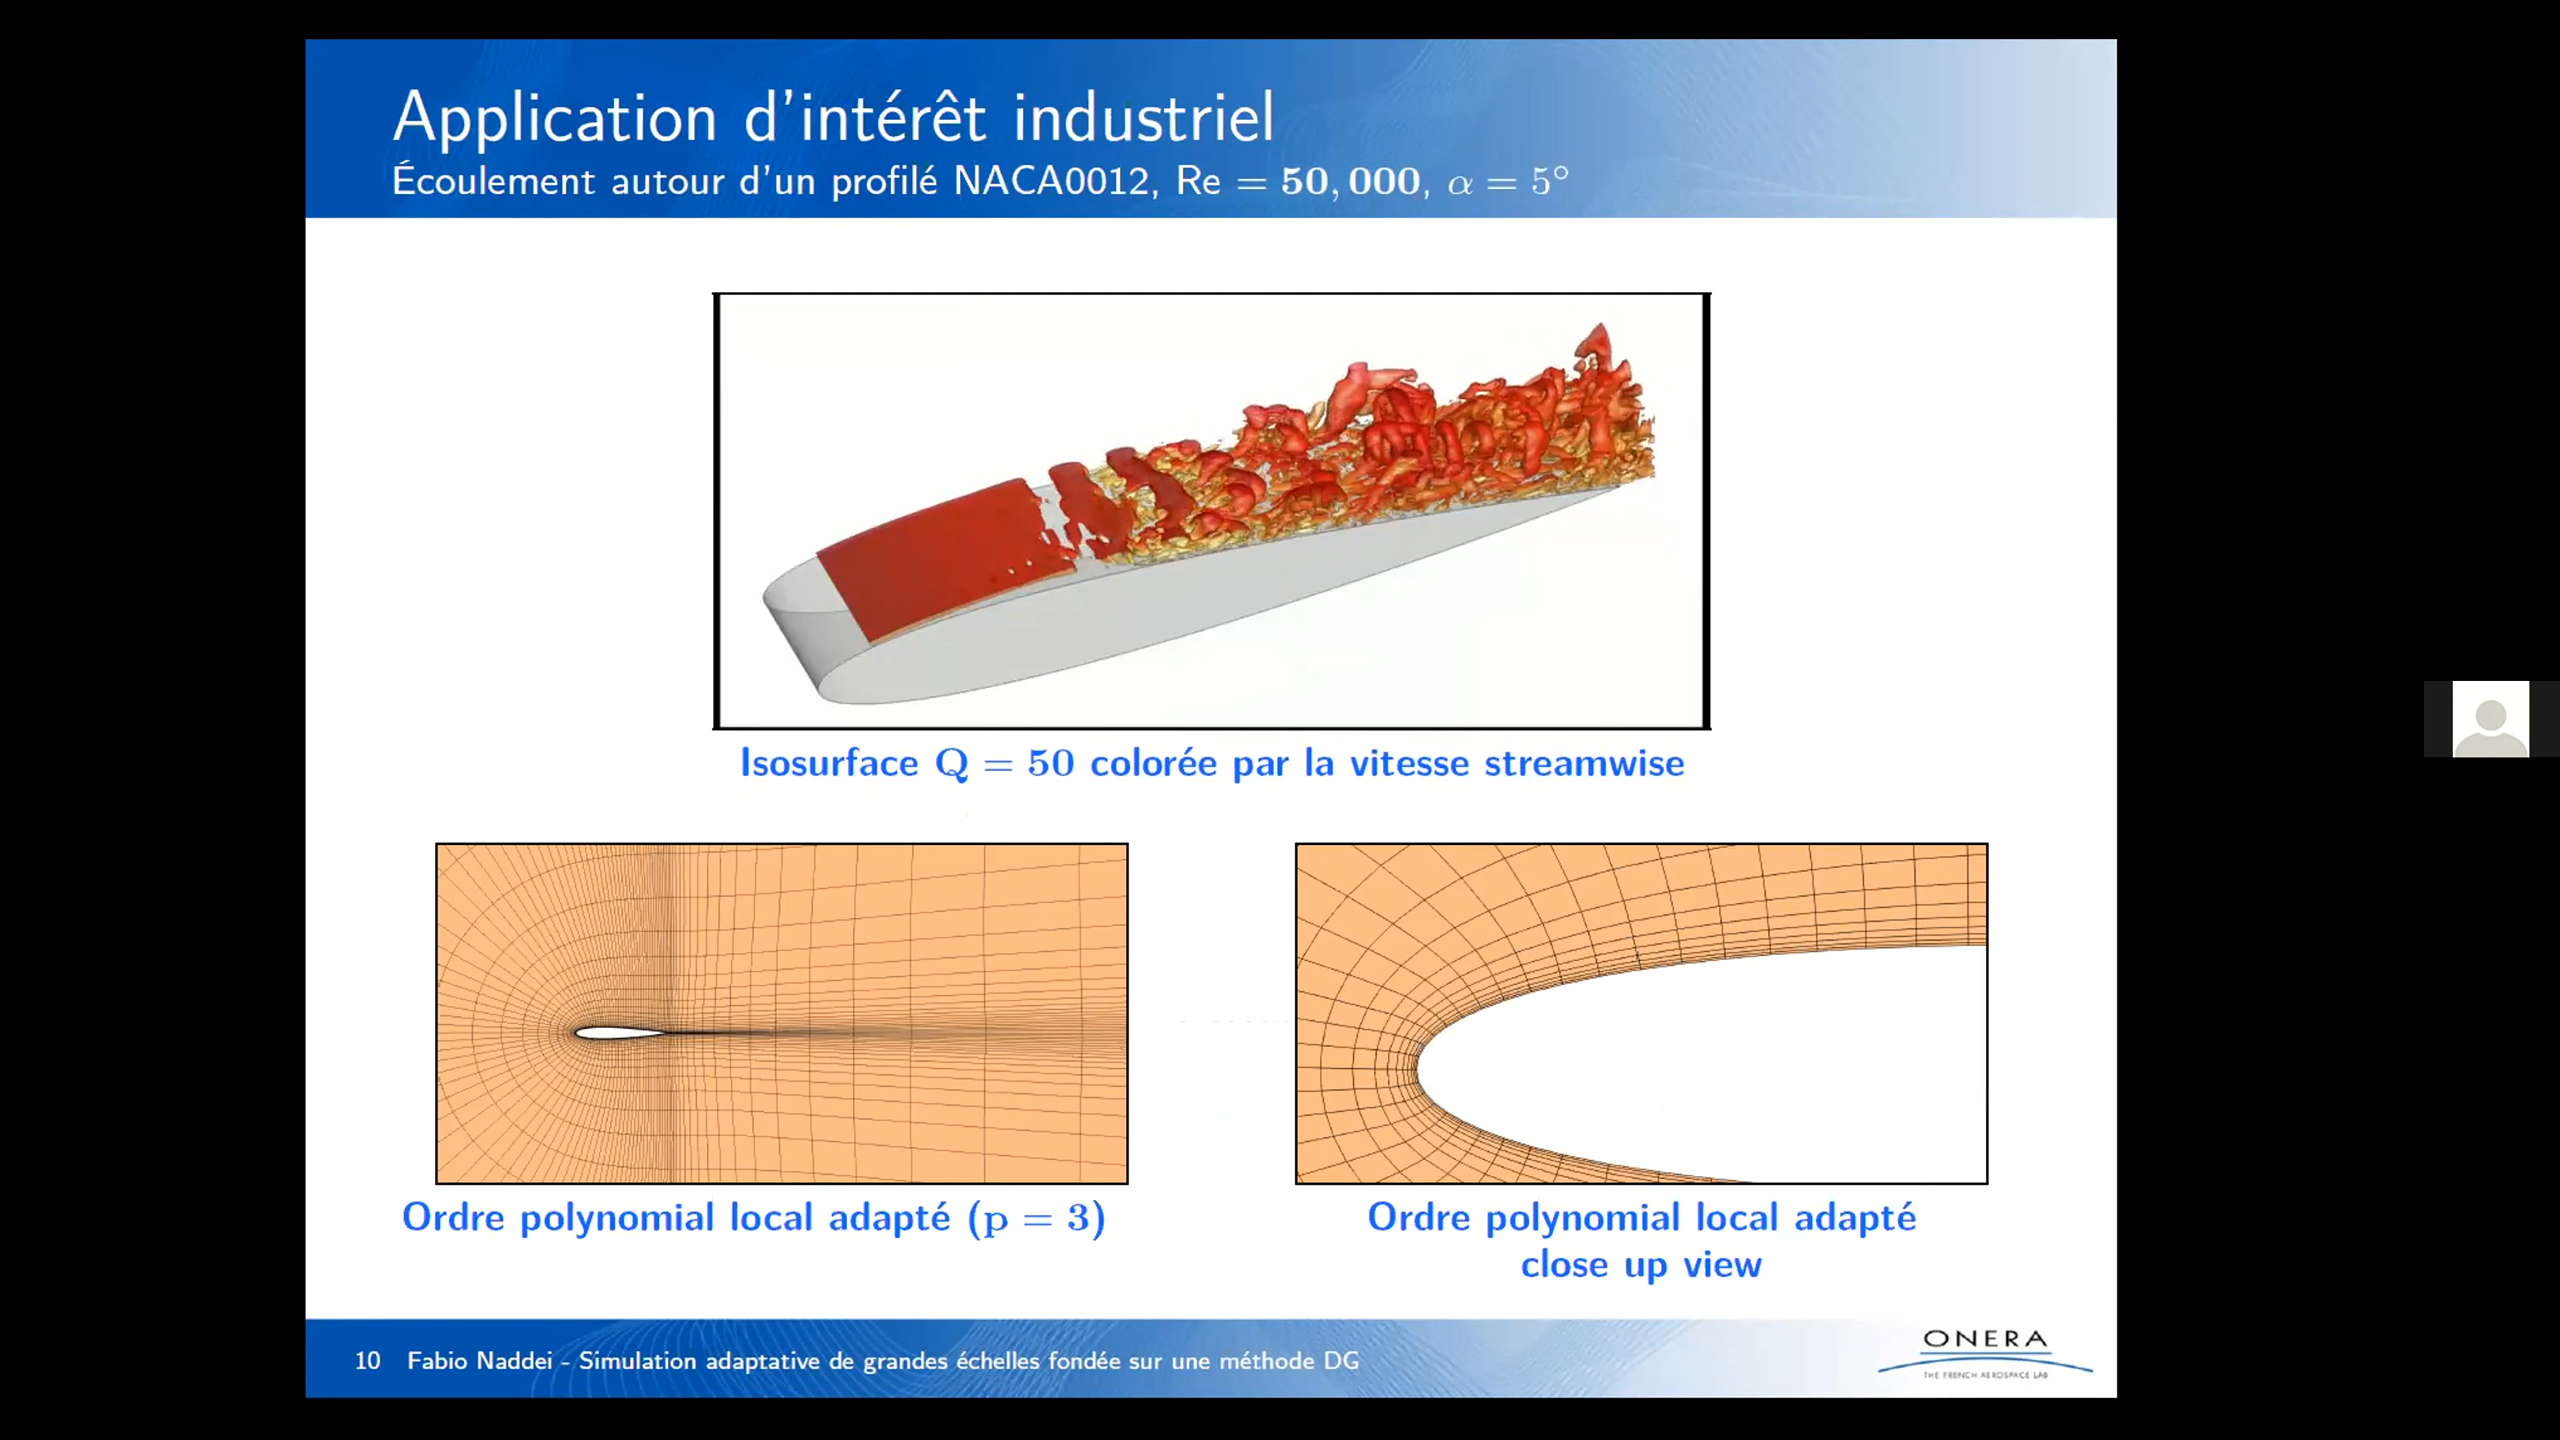 Application d'intérêt industriel
Écoulement autour d'un profilé NACA0012, Re = 50,000, α = 5°
Isosurface Q = 50 colorée par la vitesse streamwise
Ordre polynomial local adapté (p = 3)
Ordre polynomial local adapté
close up view
10 Fabio Naddei - Simulation adaptative de grandes échelles fondée sur une méthode DG
ONERA
THE FRENCH AEROSPACE LAB